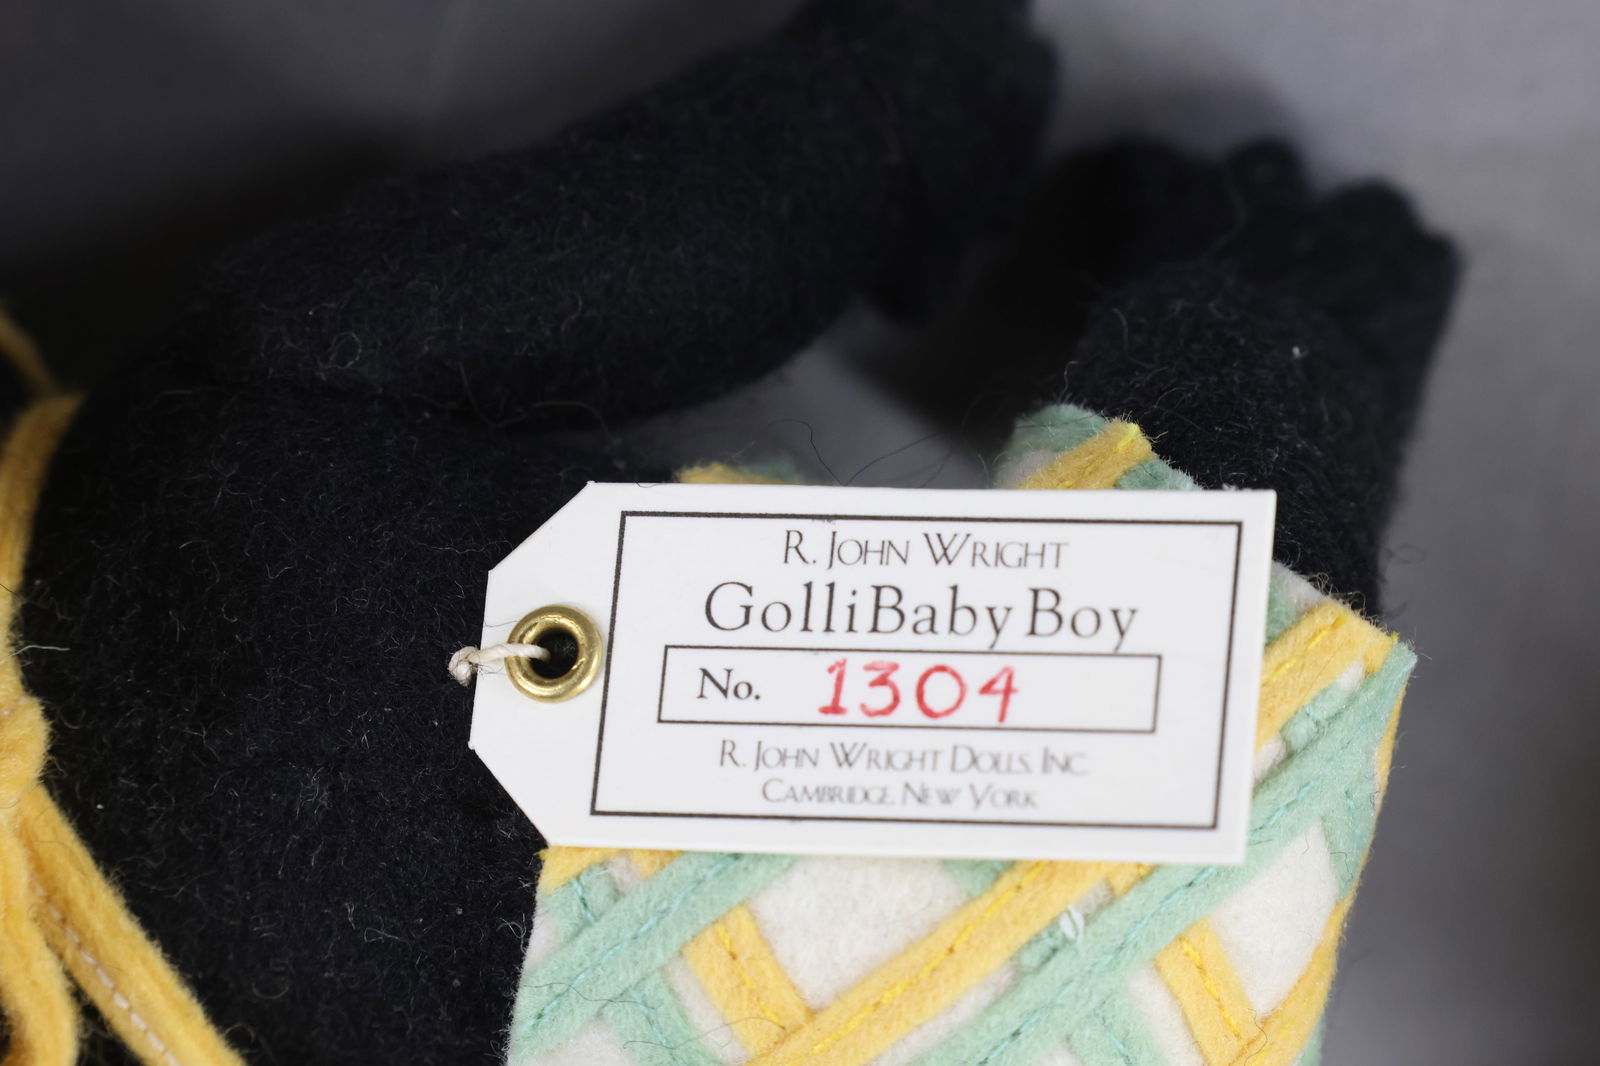 R. JOHN WRIGHT
GolliBaby Boy
No. 1304
R. JOHN WRIGHT DOLLS, INC.
CAMBRIDGE, NEW YORK